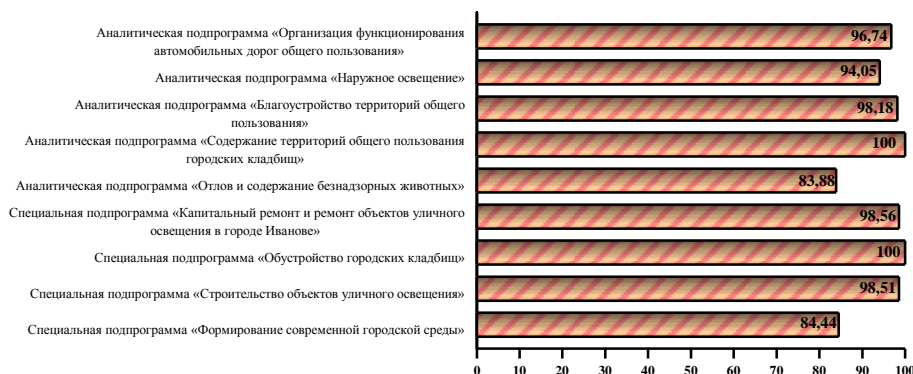 Аналитическая подпрограмма «Организация функционирования
автомобильных дорог общего пользования»
96,74
Аналитическая подпрограмма «Наружное освещение»
94,05
Аналитическая подпрограмма «Благоустройство территорий общего
пользования»
98,18
Аналитическая подпрограмма «Содержание территорий общего пользования
городских кладбищ»
100
Аналитическая подпрограмма «Отлов и содержание безнадзорных животных»
83,88
Специальная подпрограмма «Капитальный ремонт и ремонт объектов уличного
освещения в городе Иванове»
98,56
Специальная подпрограмма «Обустройство городских кладбищ»
100
Специальная подпрограмма «Строительство объектов уличного освещения»
98,51
Специальная подпрограмма «Формирование современной городской среды»
84,44
0 10 20 30 40 50 60 70 80 90 100